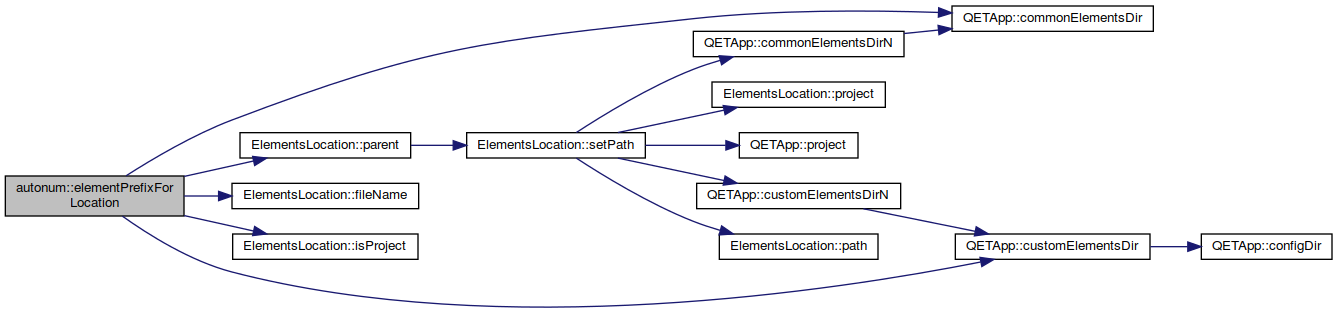 QETApp::commonElementsDir
QETApp::commonElementsDirN
ElementsLocation::project
ElementsLocation::parent
ElementsLocation::setPath
QETApp::project
autonum::elementPrefixFor
Location
ElementsLocation::fileName
QETApp::customElementsDirN
ElementsLocation::isProject
ElementsLocation::path
QETApp::customElementsDir
QETApp::configDir